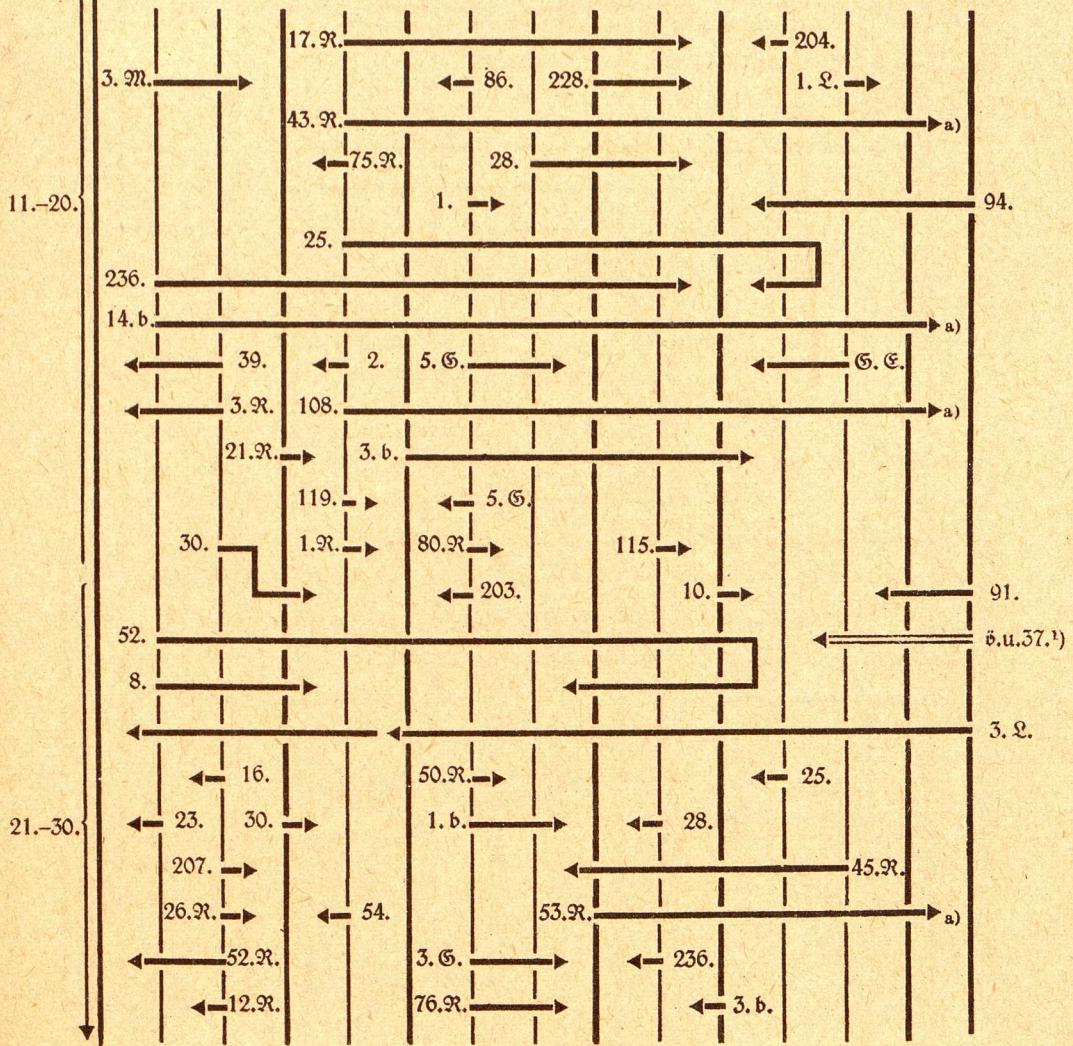 17. R. 204.
3. M. 86. 228. 1. L.
43. R. a)
75. R. 28.
11.–20. 1. 94.
25.
236.
14. b. a)
39. 2. 5. G. G. E.
3. R. 108. a)
21. R. 3. b.
119. 5. G.
30. 1. R. 80. R 115.
203. 10. 91.
52. ö.u.37.¹)
8.
3. L.
16. 50. R. 25.
21.–30. 23. 30. 1. b. 28.
207. 45. R.
26. R. 54. 53. R. a)
52. R. 3. G. 236.
12. R. 76. R. 3. b.